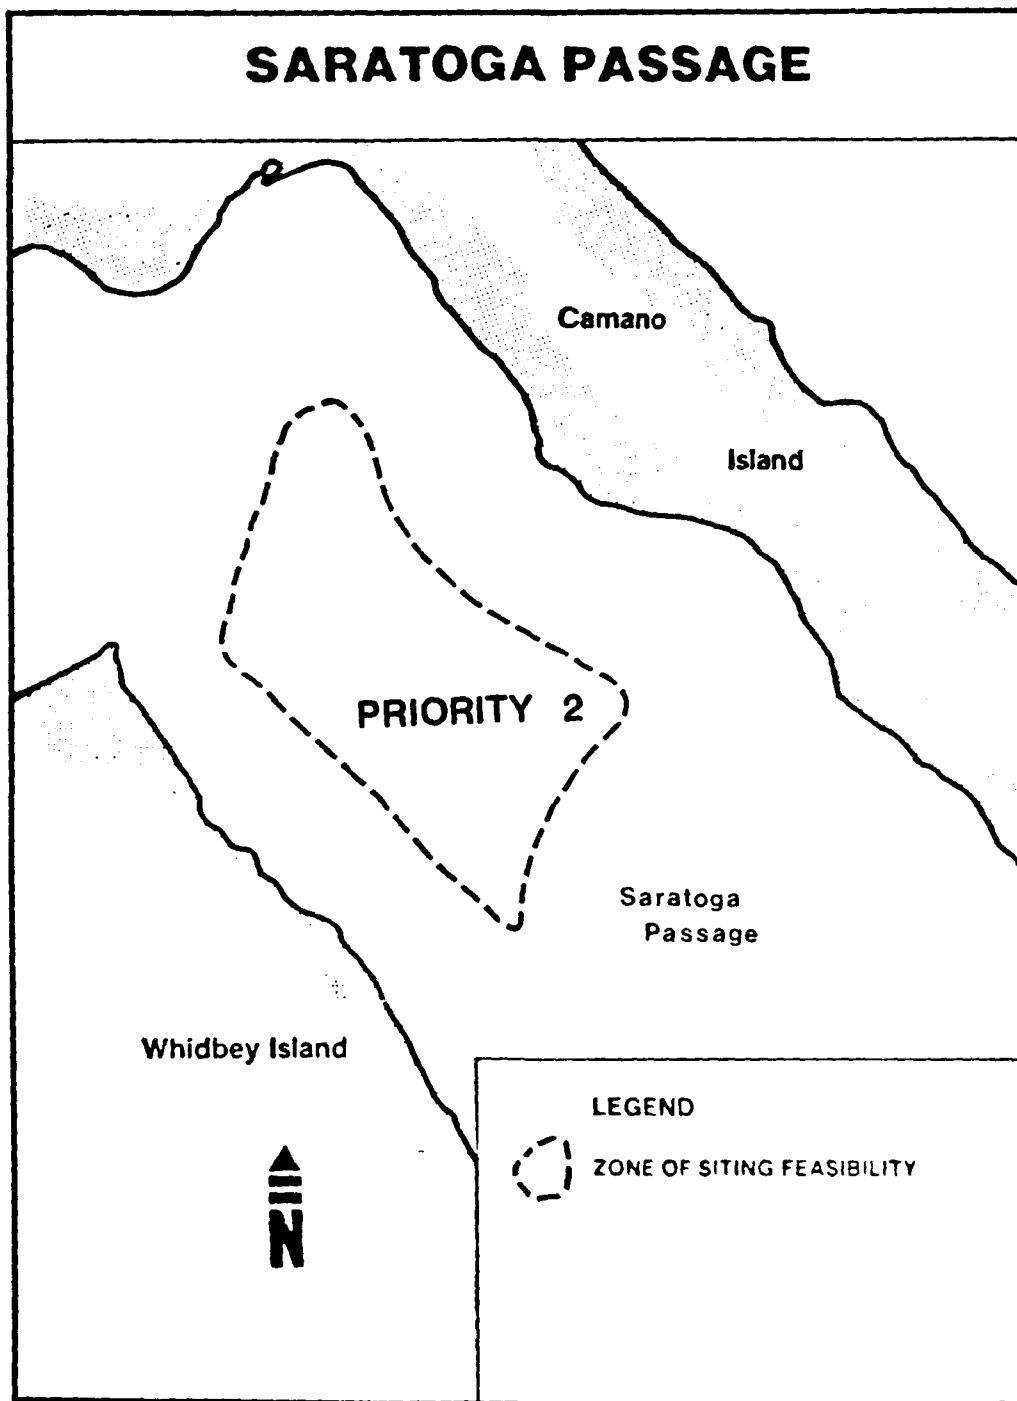 SARATOGA PASSAGE
Camano
Island
PRIORITY 2
Saratoga
Passage
Whidbey Island
N
LEGEND
ZONE OF SITING FEASIBILITY